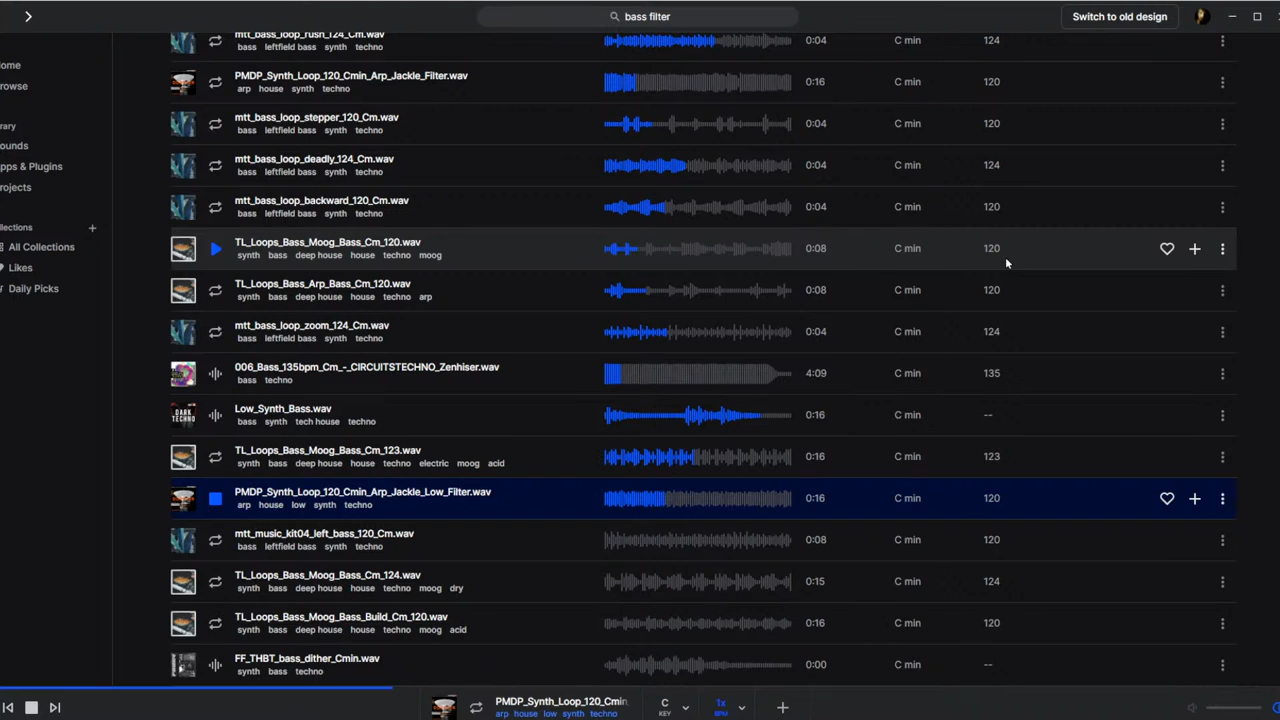 bass filter
Switch to old design
ome
rowse
rary
ounds
pps & Plugins
rojects
llections
All Collections
Likes
Daily Picks
mtt_bass_loop_rush_124_Cm.wav
bass leftfield bass synth techno
0:04 C min 124
PMDP_Synth_Loop_120_Cmin_Arp_Jackle_Filter.wav
arp house synth techno
0:16 C min 120
mtt_bass_loop_stepper_120_Cm.wav
bass leftfield bass synth techno
0:04 C min 120
mtt_bass_loop_deadly_124_Cm.wav
bass leftfield bass synth techno
0:04 C min 124
mtt_bass_loop_backward_120_Cm.wav
bass leftfield bass synth techno
0:04 C min 120
TL_Loops_Bass_Moog_Bass_Cm_120.wav
synth bass deep house house techno moog
0:08 C min 120
TL_Loops_Bass_Arp_Bass_Cm_120.wav
synth bass deep house house techno arp
0:08 C min 120
mtt_bass_loop_zoom_124_Cm.wav
bass leftfield bass synth techno
0:04 C min 124
006_Bass_135bpm_Cm_-_CIRCUITSTECHNO_Zenhiser.wav
bass techno
4:09 C min 135
DARK
TECHNO
Low_Synth_Bass.wav
bass synth tech house techno
0:16 C min --
TL_Loops_Bass_Moog_Bass_Cm_123.wav
synth bass deep house house techno electric moog acid
0:16 C min 123
PMDP_Synth_Loop_120_Cmin_Arp_Jackle_Low_Filter.wav
arp house low synth techno
0:16 C min 120
mtt_music_kit04_left_bass_120_Cm.wav
bass leftfield bass synth techno
0:08 C min 120
TL_Loops_Bass_Moog_Bass_Cm_124.wav
synth bass deep house house techno moog dry
0:15 C min 124
TL_Loops_Bass_Moog_Bass_Build_Cm_120.wav
synth bass deep house house techno moog acid
0:16 C min 120
FF_THBT_bass_dither_Cmin.wav
synth bass techno
0:00 C min --
PMDP_Synth_Loop_120_Cmin_
arp house low synth techno
C
KEY
1x
BPM